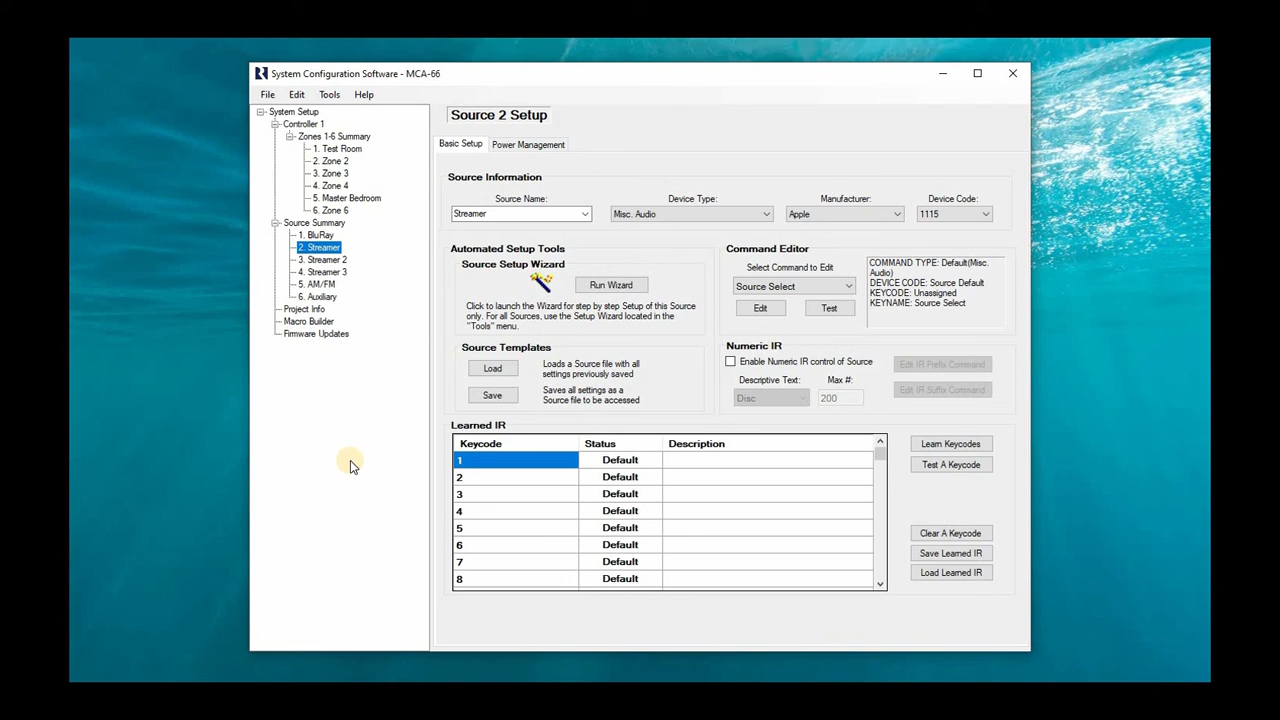 System Configuration Software - MCA-66
File Edit Tools Help
System Setup
Controller 1
Zones 1-6 Summary
1. Test Room
2. Zone 2
3. Zone 3
4. Zone 4
5. Master Bedroom
6. Zone 6
Source Summary
1. BluRay
2. Streamer
3. Streamer 2
4. Streamer 3
5. AM/FM
6. Auxiliary
Project Info
Macro Builder
Firmware Updates
Source 2 Setup
Basic Setup Power Management
Source Information
Source Name: Device Type: Manufacturer: Device Code:
Streamer Misc. Audio Apple 1115
Automated Setup Tools
Source Setup Wizard
Run Wizard
Click to launch the Wizard for step by step Setup of this Source
only. For all Sources, use the Setup Wizard located in the
"Tools" menu.
Source Templates
Load
Loads a Source file with all
settings previously saved
Save
Saves all settings as a
Source file to be accessed
Command Editor
Select Command to Edit
Source Select
Edit Test
COMMAND TYPE: Default(Misc.
Audio)
DEVICE CODE: Source Default
KEYCODE: Unassigned
KEYNAME: Source Select
Numeric IR
Enable Numeric IR control of Source
Descriptive Text: Max #:
Disc 200
Edit IR Prefix Command
Edit IR Suffix Command
Learned IR
Keycode Status Description
1 Default
2 Default
3 Default
4 Default
5 Default
6 Default
7 Default
8 Default
Learn Keycodes
Test A Keycode
Clear A Keycode
Save Learned IR
Load Learned IR